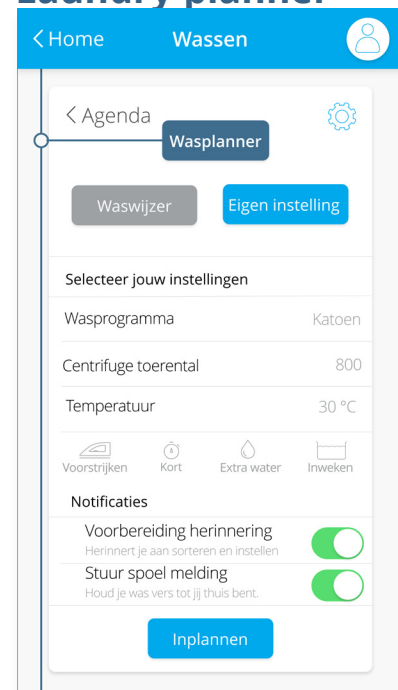 Laundry planner
Home Wassen
Agenda
Wasplanner
Waswijzer Eigen instelling
Selecteer jouw instellingen
Wasprogramma Katoen
Centrifuge toerental 800
Temperatuur 30 °C
Voorstrijken Kort Extra water Inweken
Notificaties
Voorbereiding herinnering
Herinnert je aan sorteren en instellen
Stuur spoel melding
Houd je was vers tot jij thuis bent.
Inplannen